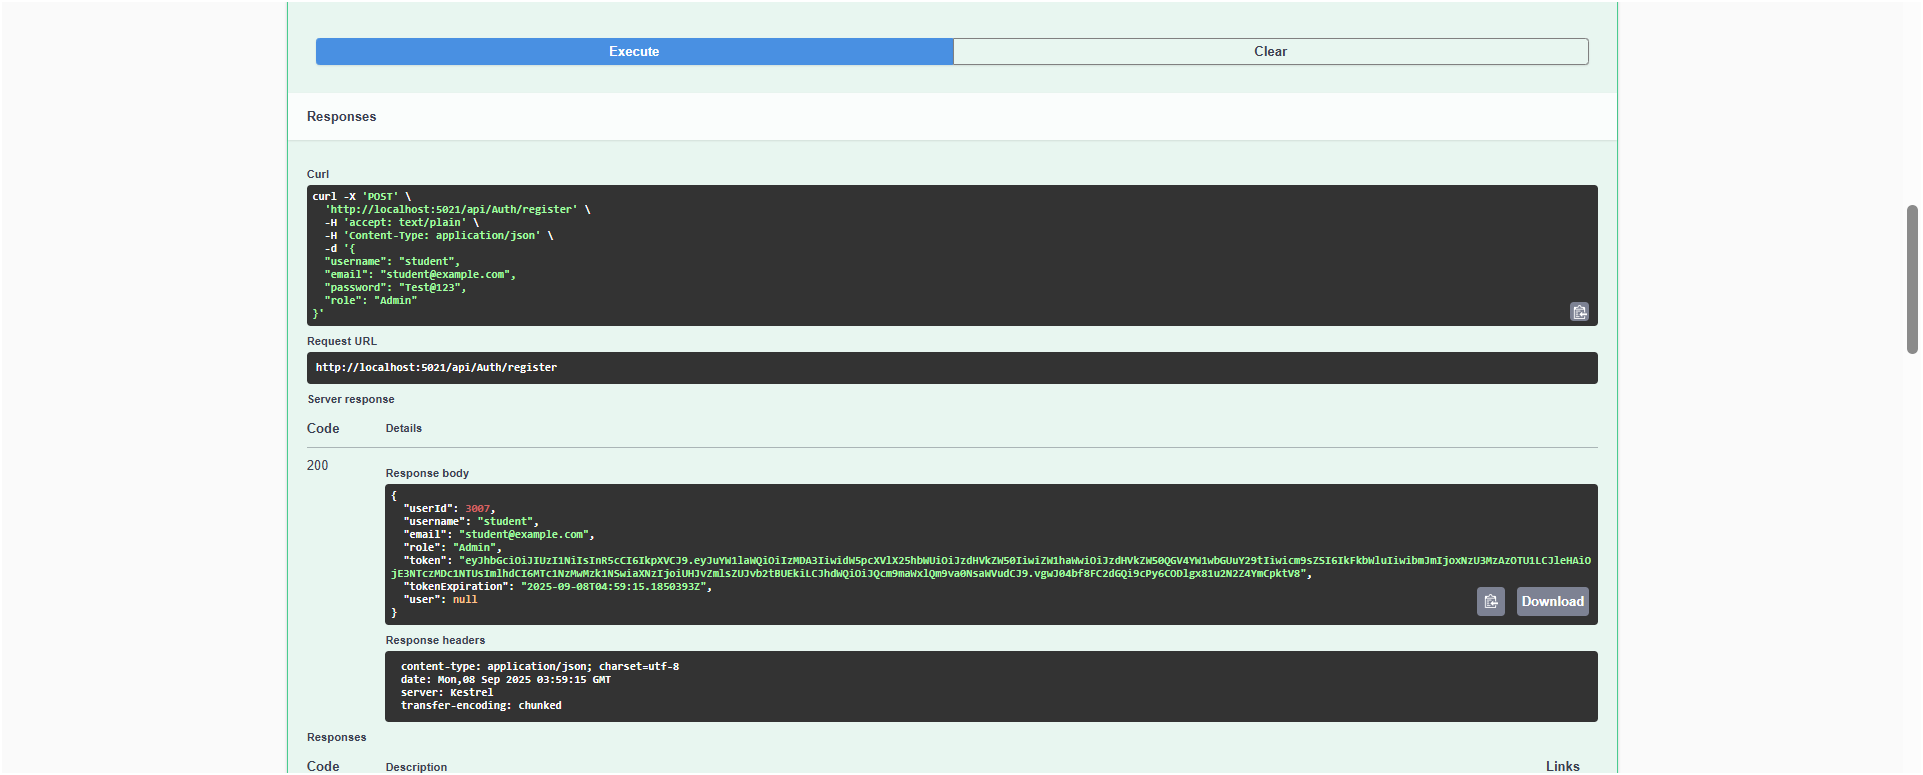 Execute
Clear
Responses
Curl
curl -X 'POST' \
'http://localhost:5021/api/Auth/register' \
-H 'accept: text/plain' \
-H 'Content-Type: application/json' \
-d '{
"username": "student",
"email": "student@example.com",
"password": "Test@123",
"role": "Admin"
}'
Request URL
http://localhost:5021/api/Auth/register
Server response
Code Details
200
Response body
{
"userId": 3007,
"username": "student",
"email": "student@example.com",
"role": "Admin",
"token": "eyJhbGciOiJIUzI1NiIsInR5cCI6IkpXVCJ9.eyJuYW1laWQiOiIzMDA3IiwidW5pcXVlX25hbWUiOiJzdHVkZW50IiwiZW1haWwiOiJzdHVkZW50QGV4YW1wbGUuY29tIiwicm9sZSI6IkFkbWluIiwibmJmIjoxNzU3MzAzOTU1LCJleHAiO
jE3NTczMDc1NTUsImlhdCI6MTc1NzMwMzk1NSwiaXNzIjoiUHJvZmlsZUJvb2tBUEkiLCJhdWQiOiJQcm9maWxlQm9va0NsaWVudCJ9.vgwJ04bf8FC2dGQi9cPy6CODlgx81u2N2Z4YmCpktV8",
"tokenExpiration": "2025-09-08T04:59:15.1850393Z",
"user": null
}
Download
Response headers
content-type: application/json; charset=utf-8
date: Mon,08 Sep 2025 03:59:15 GMT
server: Kestrel
transfer-encoding: chunked
Responses
Code Description Links